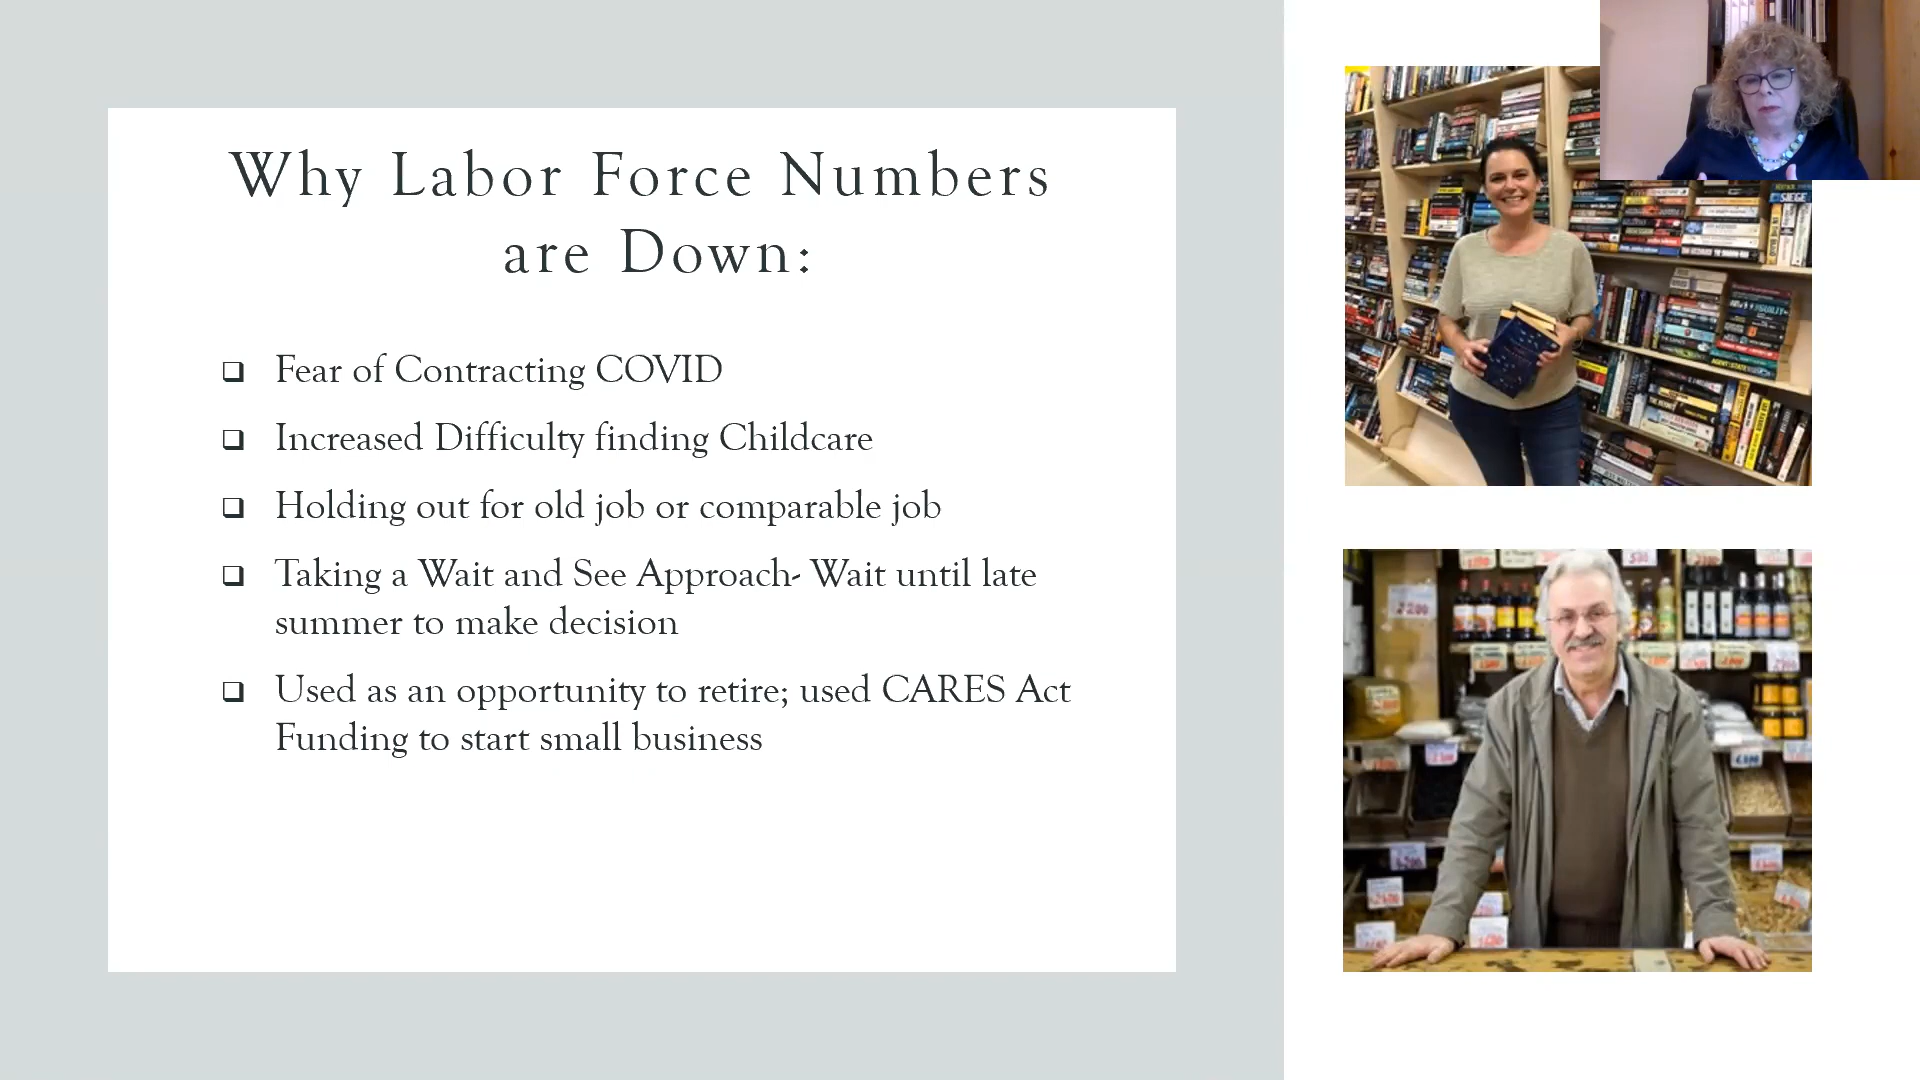 Why Labor Force Numbers
are Down:
Fear of Contracting COVID
Increased Difficulty finding Childcare
Holding out for old job or comparable job
Taking a Wait and See Approach- Wait until late
summer to make decision
Used as an opportunity to retire; used CARES Act
Funding to start small business
SIEGE